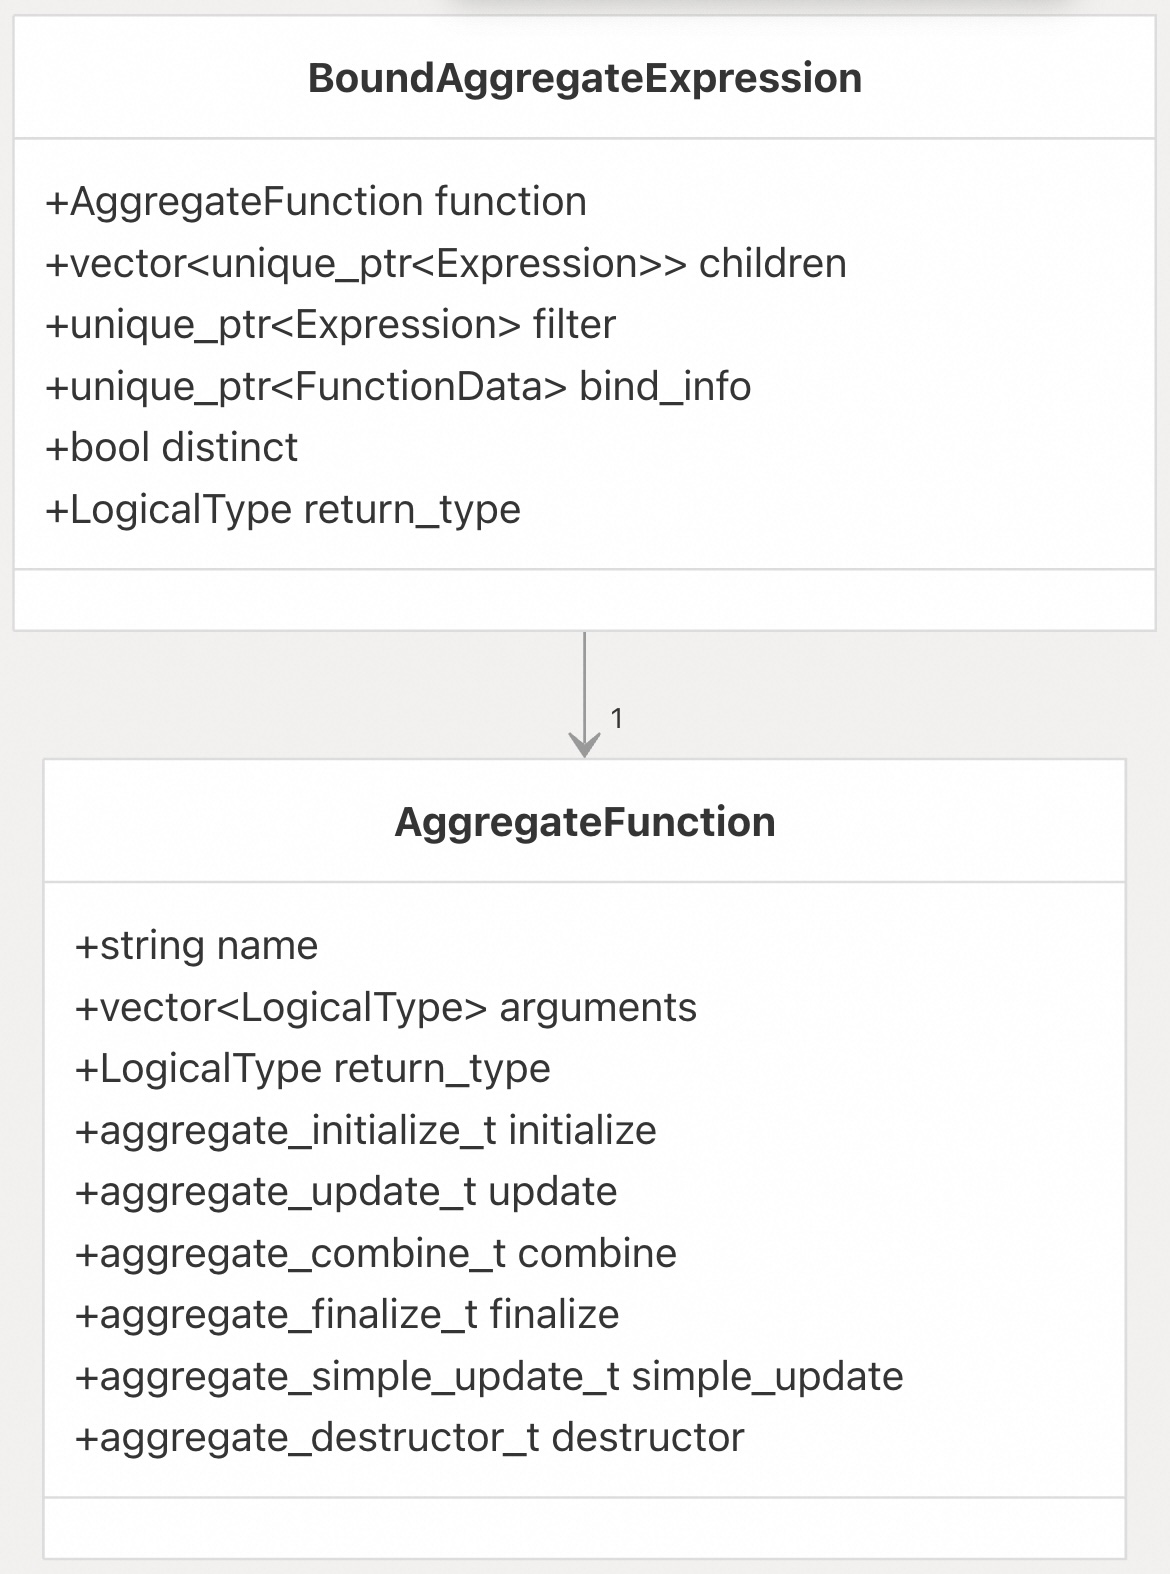 BoundAggregateExpression
+AggregateFunction function
+vector<unique_ptr<Expression>> children
+unique_ptr<Expression> filter
+unique_ptr<FunctionData> bind_info
+bool distinct
+LogicalType return_type
1
AggregateFunction
+string name
+vector<LogicalType> arguments
+LogicalType return_type
+aggregate_initialize_t initialize
+aggregate_update_t update
+aggregate_combine_t combine
+aggregate_finalize_t finalize
+aggregate_simple_update_t simple_update
+aggregate_destructor_t destructor